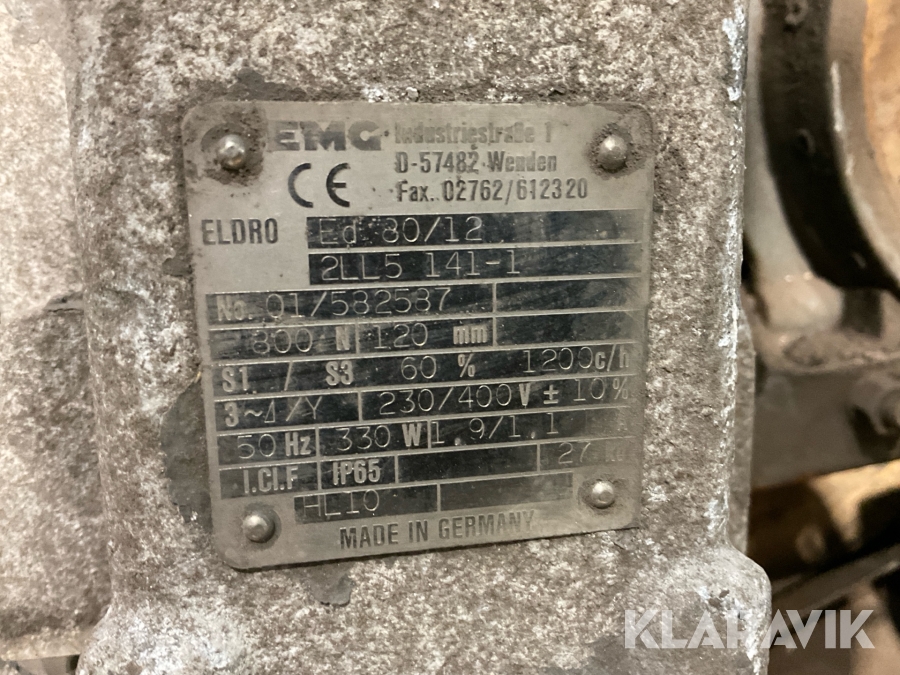 EMG Industriestraße 1
D-57482 Wenden
CE Fax. 02762/612320
ELDRO Ed 80/12
2LL5 141-1
No. 01/582587
800 N 120 mm
S1 / S3 60 % 1200c/h
3~ / Y 230/400V ± 10%
50 Hz 330 W 1.9/1.1
I.Cl.F IP65 27
HL10
MADE IN GERMANY
KLARAVIK